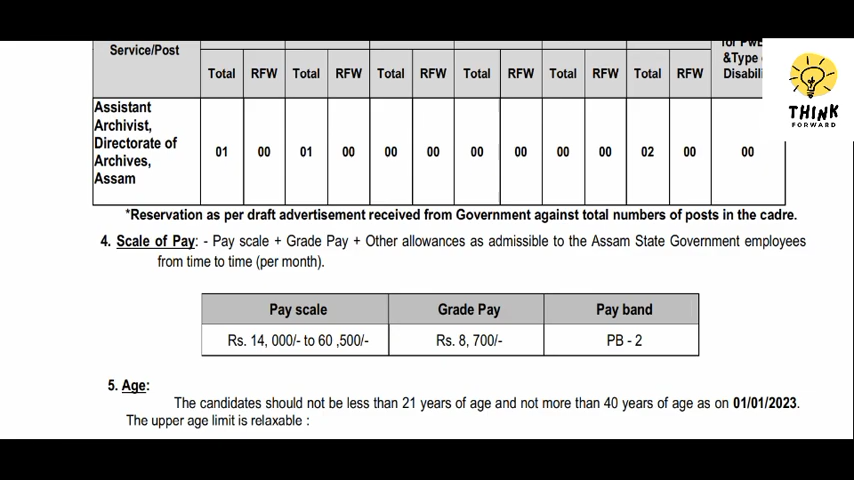 for PwB
Service/Post
&Type
Total RFW Total RFW Total RFW Total RFW Total RFW Total RFW
Assistant Archivist, Directorate of Archives, Assam
01 00 01 00 00 00 00 00 00 00 02 00 00
THINK
FORWARD
*Reservation as per draft advertisement received from Government against total numbers of posts in the cadre.
4. Scale of Pay: - Pay scale + Grade Pay + Other allowances as admissible to the Assam State Government employees
from time to time (per month).
Pay scale Grade Pay Pay band
Rs. 14, 000/- to 60 ,500/- Rs. 8, 700/- PB - 2
5. Age:
The candidates should not be less than 21 years of age and not more than 40 years of age as on 01/01/2023.
The upper age limit is relaxable :